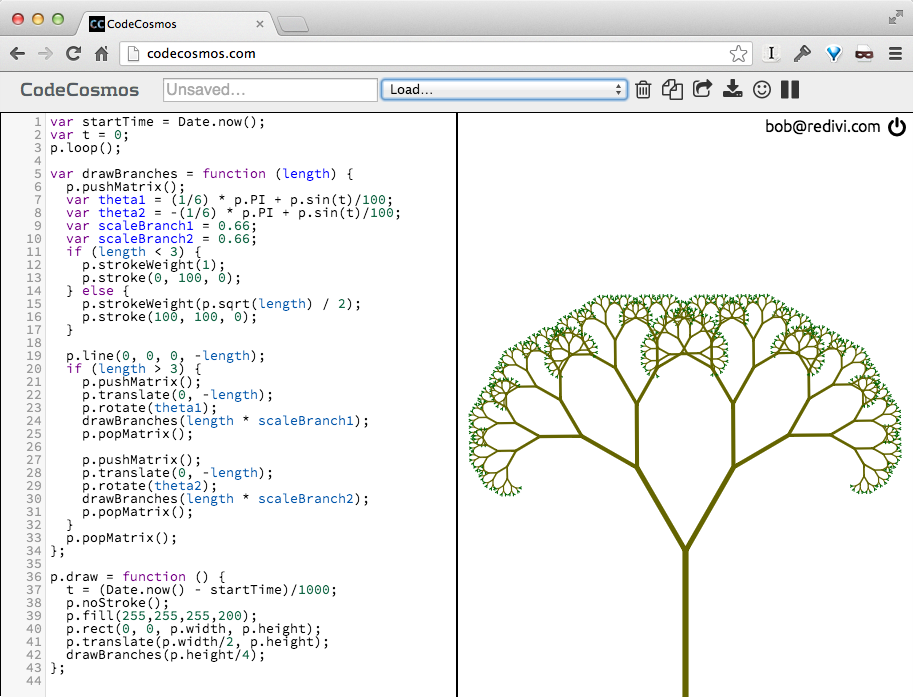 CC CodeCosmos
codecosmos.com
CodeCosmos Unsaved... Load...
bob@redivi.com
1 var startTime = Date.now();
2 var t = 0;
3 p.loop();
4
5 var drawBranches = function (length) {
6   p.pushMatrix();
7   var theta1 = (1/6) * p.PI + p.sin(t)/100;
8   var theta2 = -(1/6) * p.PI + p.sin(t)/100;
9   var scaleBranch1 = 0.66;
10   var scaleBranch2 = 0.66;
11   if (length < 3) {
12     p.strokeWeight(1);
13     p.stroke(0, 100, 0);
14   } else {
15     p.strokeWeight(p.sqrt(length) / 2);
16     p.stroke(100, 100, 0);
17   }
18
19   p.line(0, 0, 0, -length);
20   if (length > 3) {
21     p.pushMatrix();
22     p.translate(0, -length);
23     p.rotate(theta1);
24     drawBranches(length * scaleBranch1);
25     p.popMatrix();
26
27     p.pushMatrix();
28     p.translate(0, -length);
29     p.rotate(theta2);
30     drawBranches(length * scaleBranch2);
31     p.popMatrix();
32   }
33   p.popMatrix();
34 };
35
36 p.draw = function () {
37   t = (Date.now() - startTime)/1000;
38   p.noStroke();
39   p.fill(255,255,255,200);
40   p.rect(0, 0, p.width, p.height);
41   p.translate(p.width/2, p.height);
42   drawBranches(p.height/4);
43 };
44